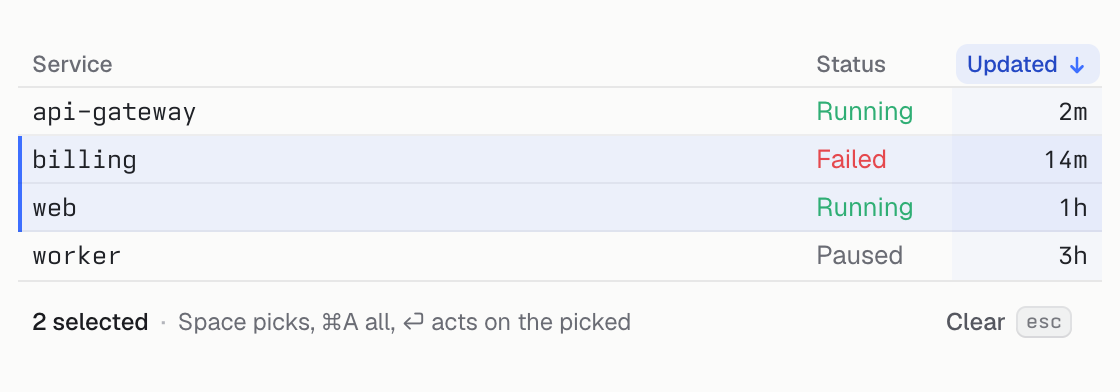 Service Status Updated ↓
api-gateway Running 2m
billing Failed 14m
web Running 1h
worker Paused 3h
2 selected · Space picks, ⌘A all, ⏎ acts on the picked Clear esc